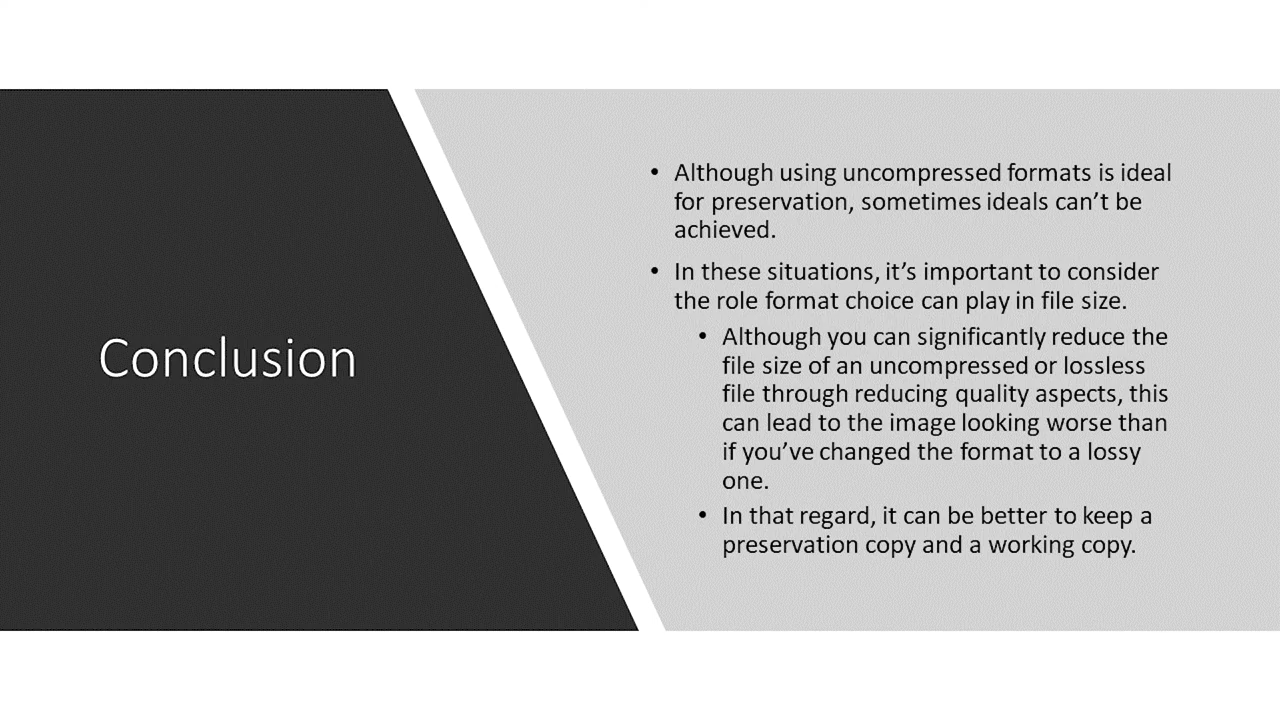 Conclusion
• Although using uncompressed formats is ideal
for preservation, sometimes ideals can’t be
achieved.
• In these situations, it’s important to consider
the role format choice can play in file size.
• Although you can significantly reduce the
file size of an uncompressed or lossless
file through reducing quality aspects, this
can lead to the image looking worse than
if you’ve changed the format to a lossy
one.
• In that regard, it can be better to keep a
preservation copy and a working copy.